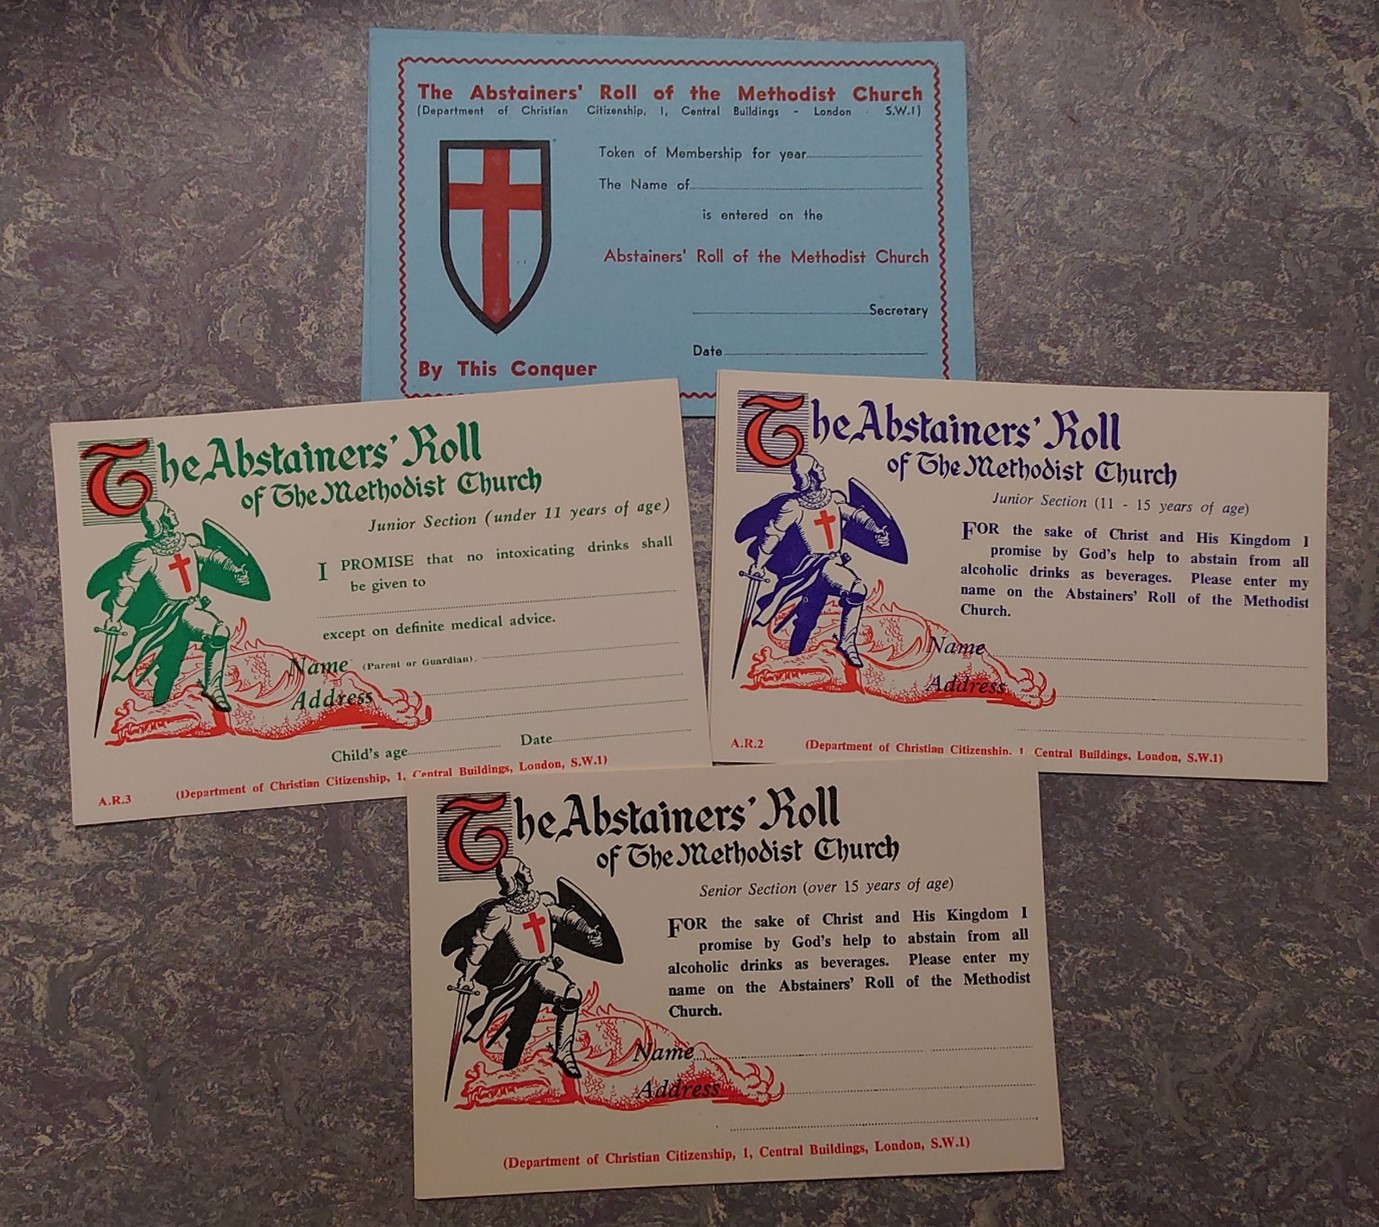 The Abstainers' Roll of the Methodist Church
(Department of Christian Citizenship, 1, Central Buildings - London S.W.1)
Token of Membership for year
The Name of
is entered on the
Abstainers' Roll of the Methodist Church
Secretary
Date
By This Conquer
The Abstainers' Roll
of The Methodist Church
Junior Section (under 11 years of age)
I PROMISE that no intoxicating drinks shall
be given to
except on definite medical advice.
Name (Parent or Guardian)
Address
Child's age Date
A.R.3 (Department of Christian Citizenship, 1, Central Buildings, London, S.W.1)
The Abstainers' Roll
of The Methodist Church
Junior Section (11 - 15 years of age)
FOR the sake of Christ and His Kingdom I
promise by God's help to abstain from all
alcoholic drinks as beverages. Please enter my
name on the Abstainers' Roll of the Methodist
Church.
Name
Address
A.R.2 (Department of Christian Citizenship, 1 Central Buildings, London, S.W.1)
The Abstainers' Roll
of The Methodist Church
Senior Section (over 15 years of age)
FOR the sake of Christ and His Kingdom I
promise by God's help to abstain from all
alcoholic drinks as beverages. Please enter my
name on the Abstainers' Roll of the Methodist
Church.
Name
Address
(Department of Christian Citizenship, 1, Central Buildings, London, S.W.1)